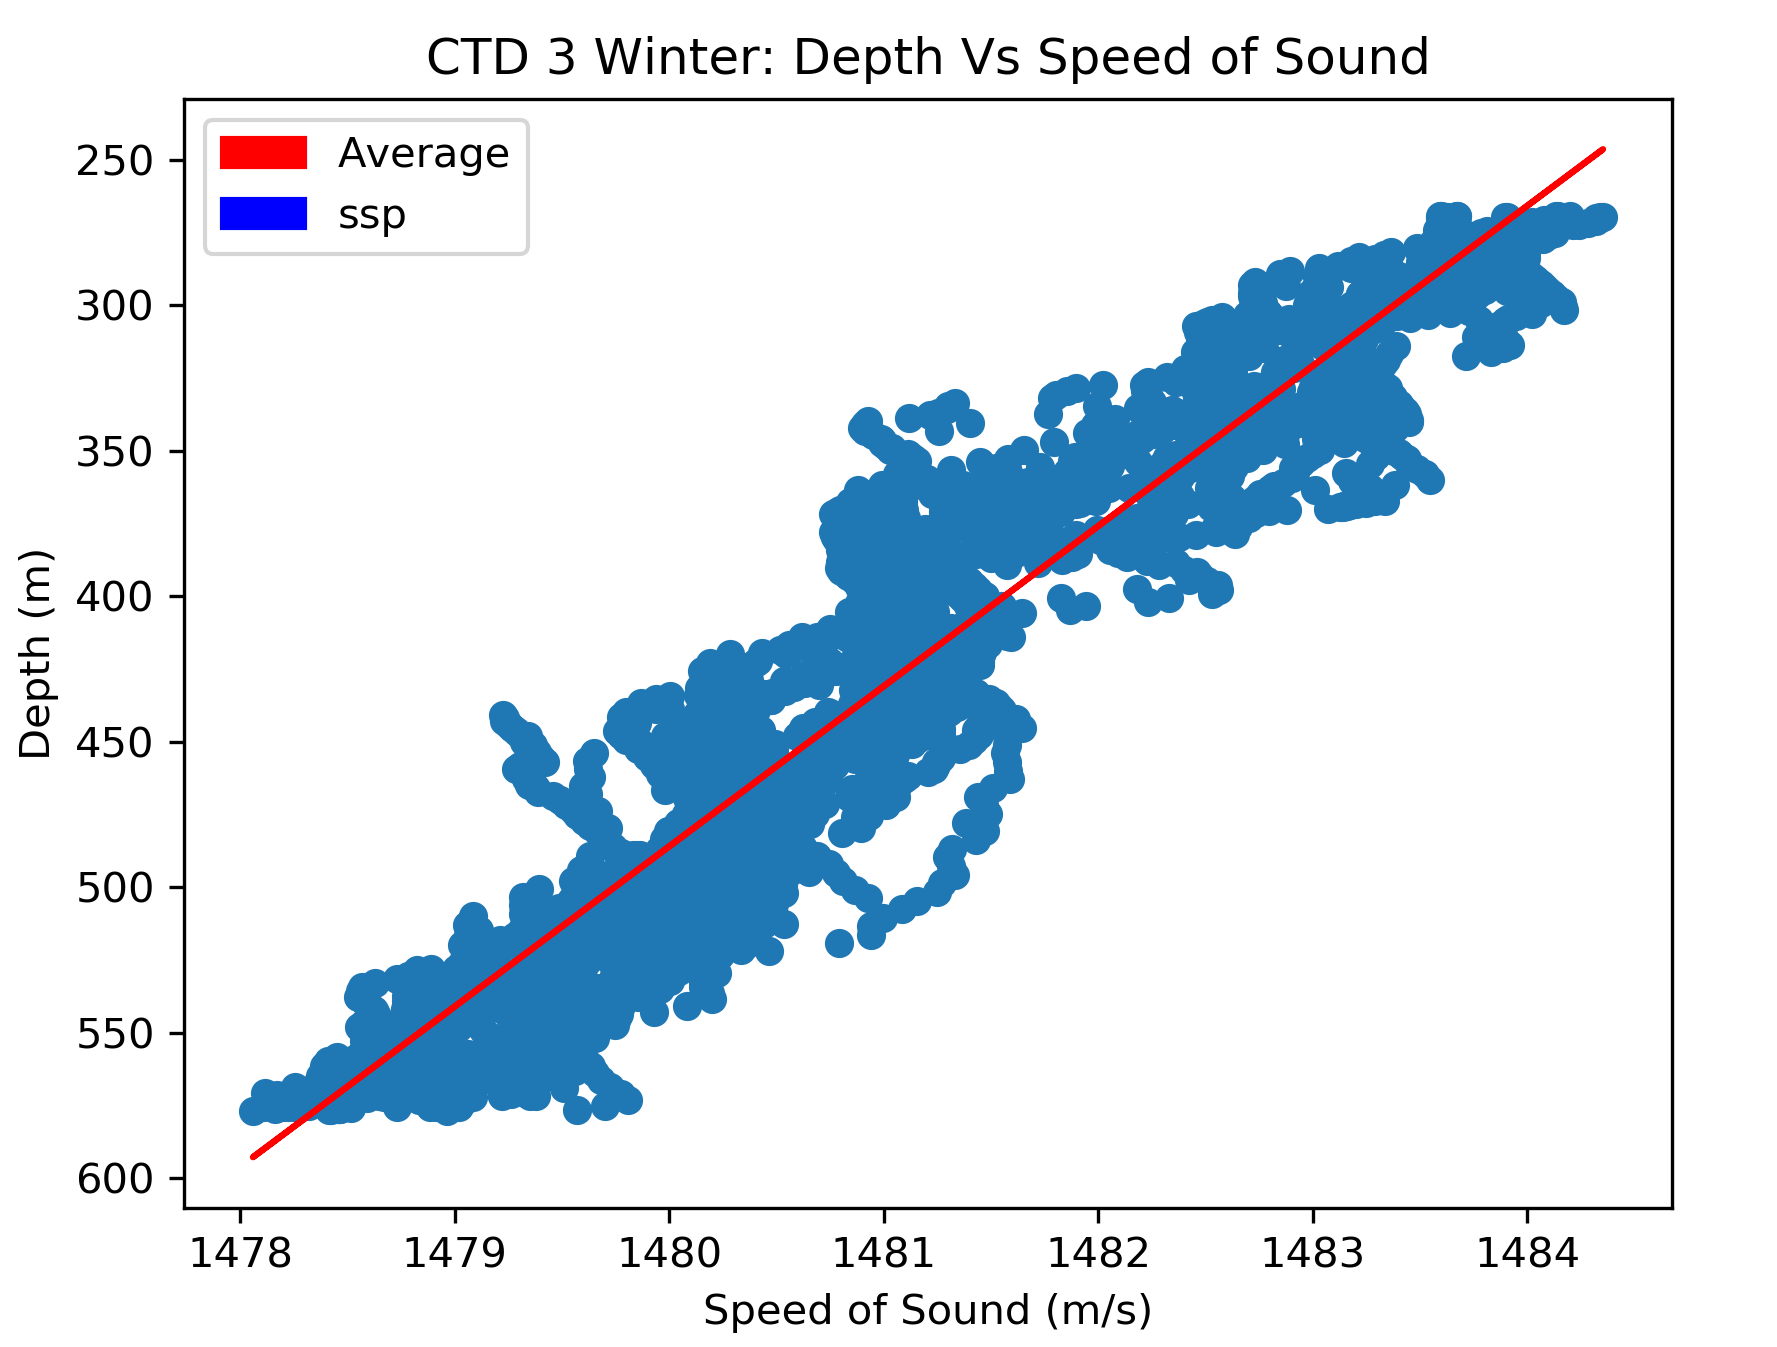 CTD 3 Winter: Depth Vs Speed of Sound
Average
ssp
250
300
350
400
450
500
550
600
Depth (m)
1478 1479 1480 1481 1482 1483 1484
Speed of Sound (m/s)